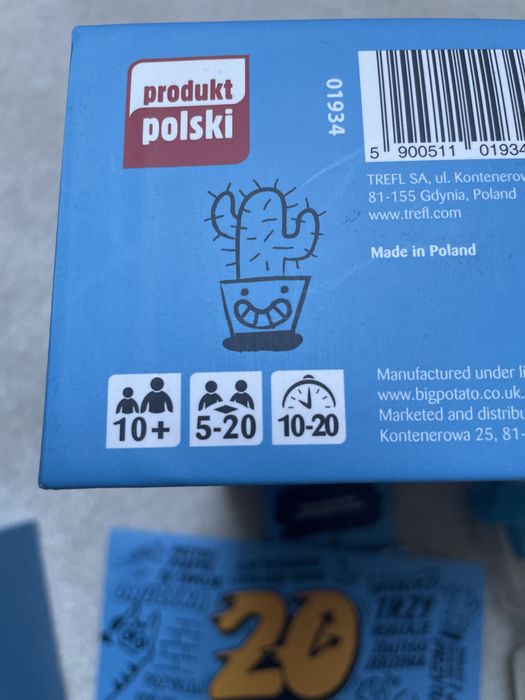 produkt
polski
01934
5 900511 01934
TREFL SA, ul. Kontenerow
81-155 Gdynia, Poland
www.trefl.com
Made in Poland
10+
5-20
10-20
Manufactured under li
www.bigpotato.co.uk.
Marketed and distribu
Kontenerowa 25, 81-
20
TRZY